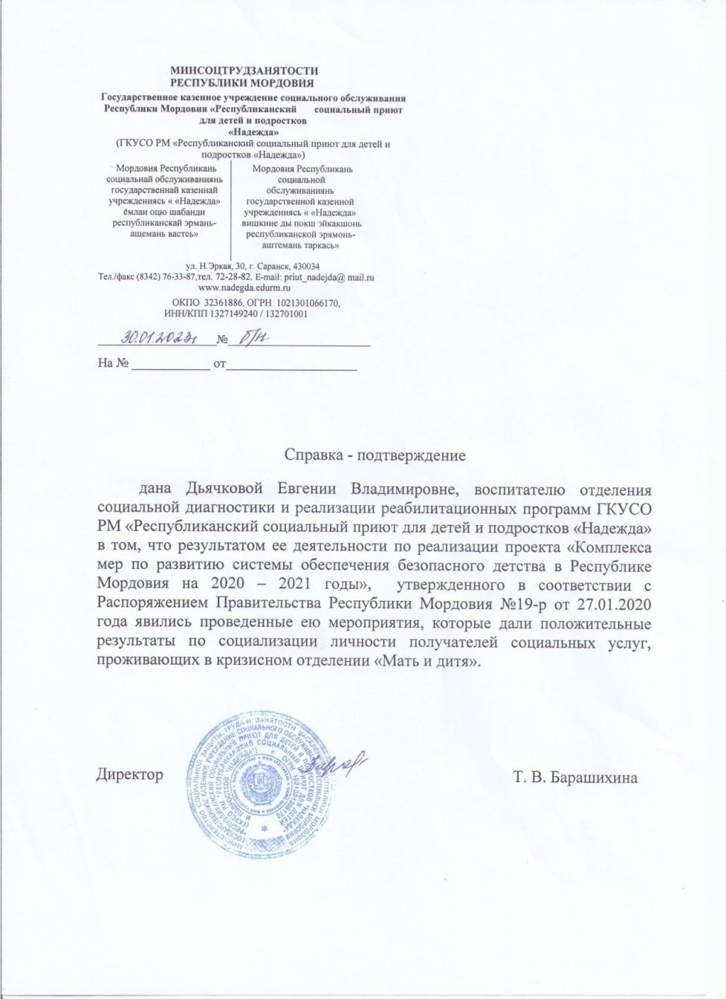 МИНСОЦТРУДЗАНЯТОСТИ
РЕСПУБЛИКИ МОРДОВИЯ
Государственное казенное учреждение социального обслуживания
Республики Мордовия «Республиканский социальный приют
для детей и подростков
«Надежда»
(ГКУСО РМ «Республиканский социальный приют для детей и
подростков «Надежда»)
Мордовия Республикань
социальнай обслуживаниянь
государственнай казеннай
учреждениясь « «Надежда»
ёмлаи оцю шабанди
республиканскай эрмань-
ащемань вастсь»
Мордовия Республикань
социальной
обслуживаниянь
государственной казенной
учреждениясь « «Надежда»
вишкине ды покш эйкакшонь
республиканской эрямонь-
аштемань таркась»
ул. Н.Эркая, 30, г. Саранск, 430034
Тел./факс (8342) 76-33-87,тел. 72-28-82. E-mail: priut_nadejda@ mail.ru
www.nadegda.edurm.ru
ОКПО 32361886, ОГРН 1021301066170,
ИНН/КПП 1327149240 / 132701001
30.01.2023г № б/н
На № ____________ от____________________
Справка - подтверждение
дана Дьячковой Евгении Владимировне, воспитателю отделения
социальной диагностики и реализации реабилитационных программ ГКУСО
РМ «Республиканский социальный приют для детей и подростков «Надежда»
в том, что результатом ее деятельности по реализации проекта «Комплекса
мер по развитию системы обеспечения безопасного детства в Республике
Мордовия на 2020 – 2021 годы», утвержденного в соответствии с
Распоряжением Правительства Республики Мордовия №19-р от 27.01.2020
года явились проведенные ею мероприятия, которые дали положительные
результаты по социализации личности получателей социальных услуг,
проживающих в кризисном отделении «Мать и дитя».
Директор
Т. В. Барашихина